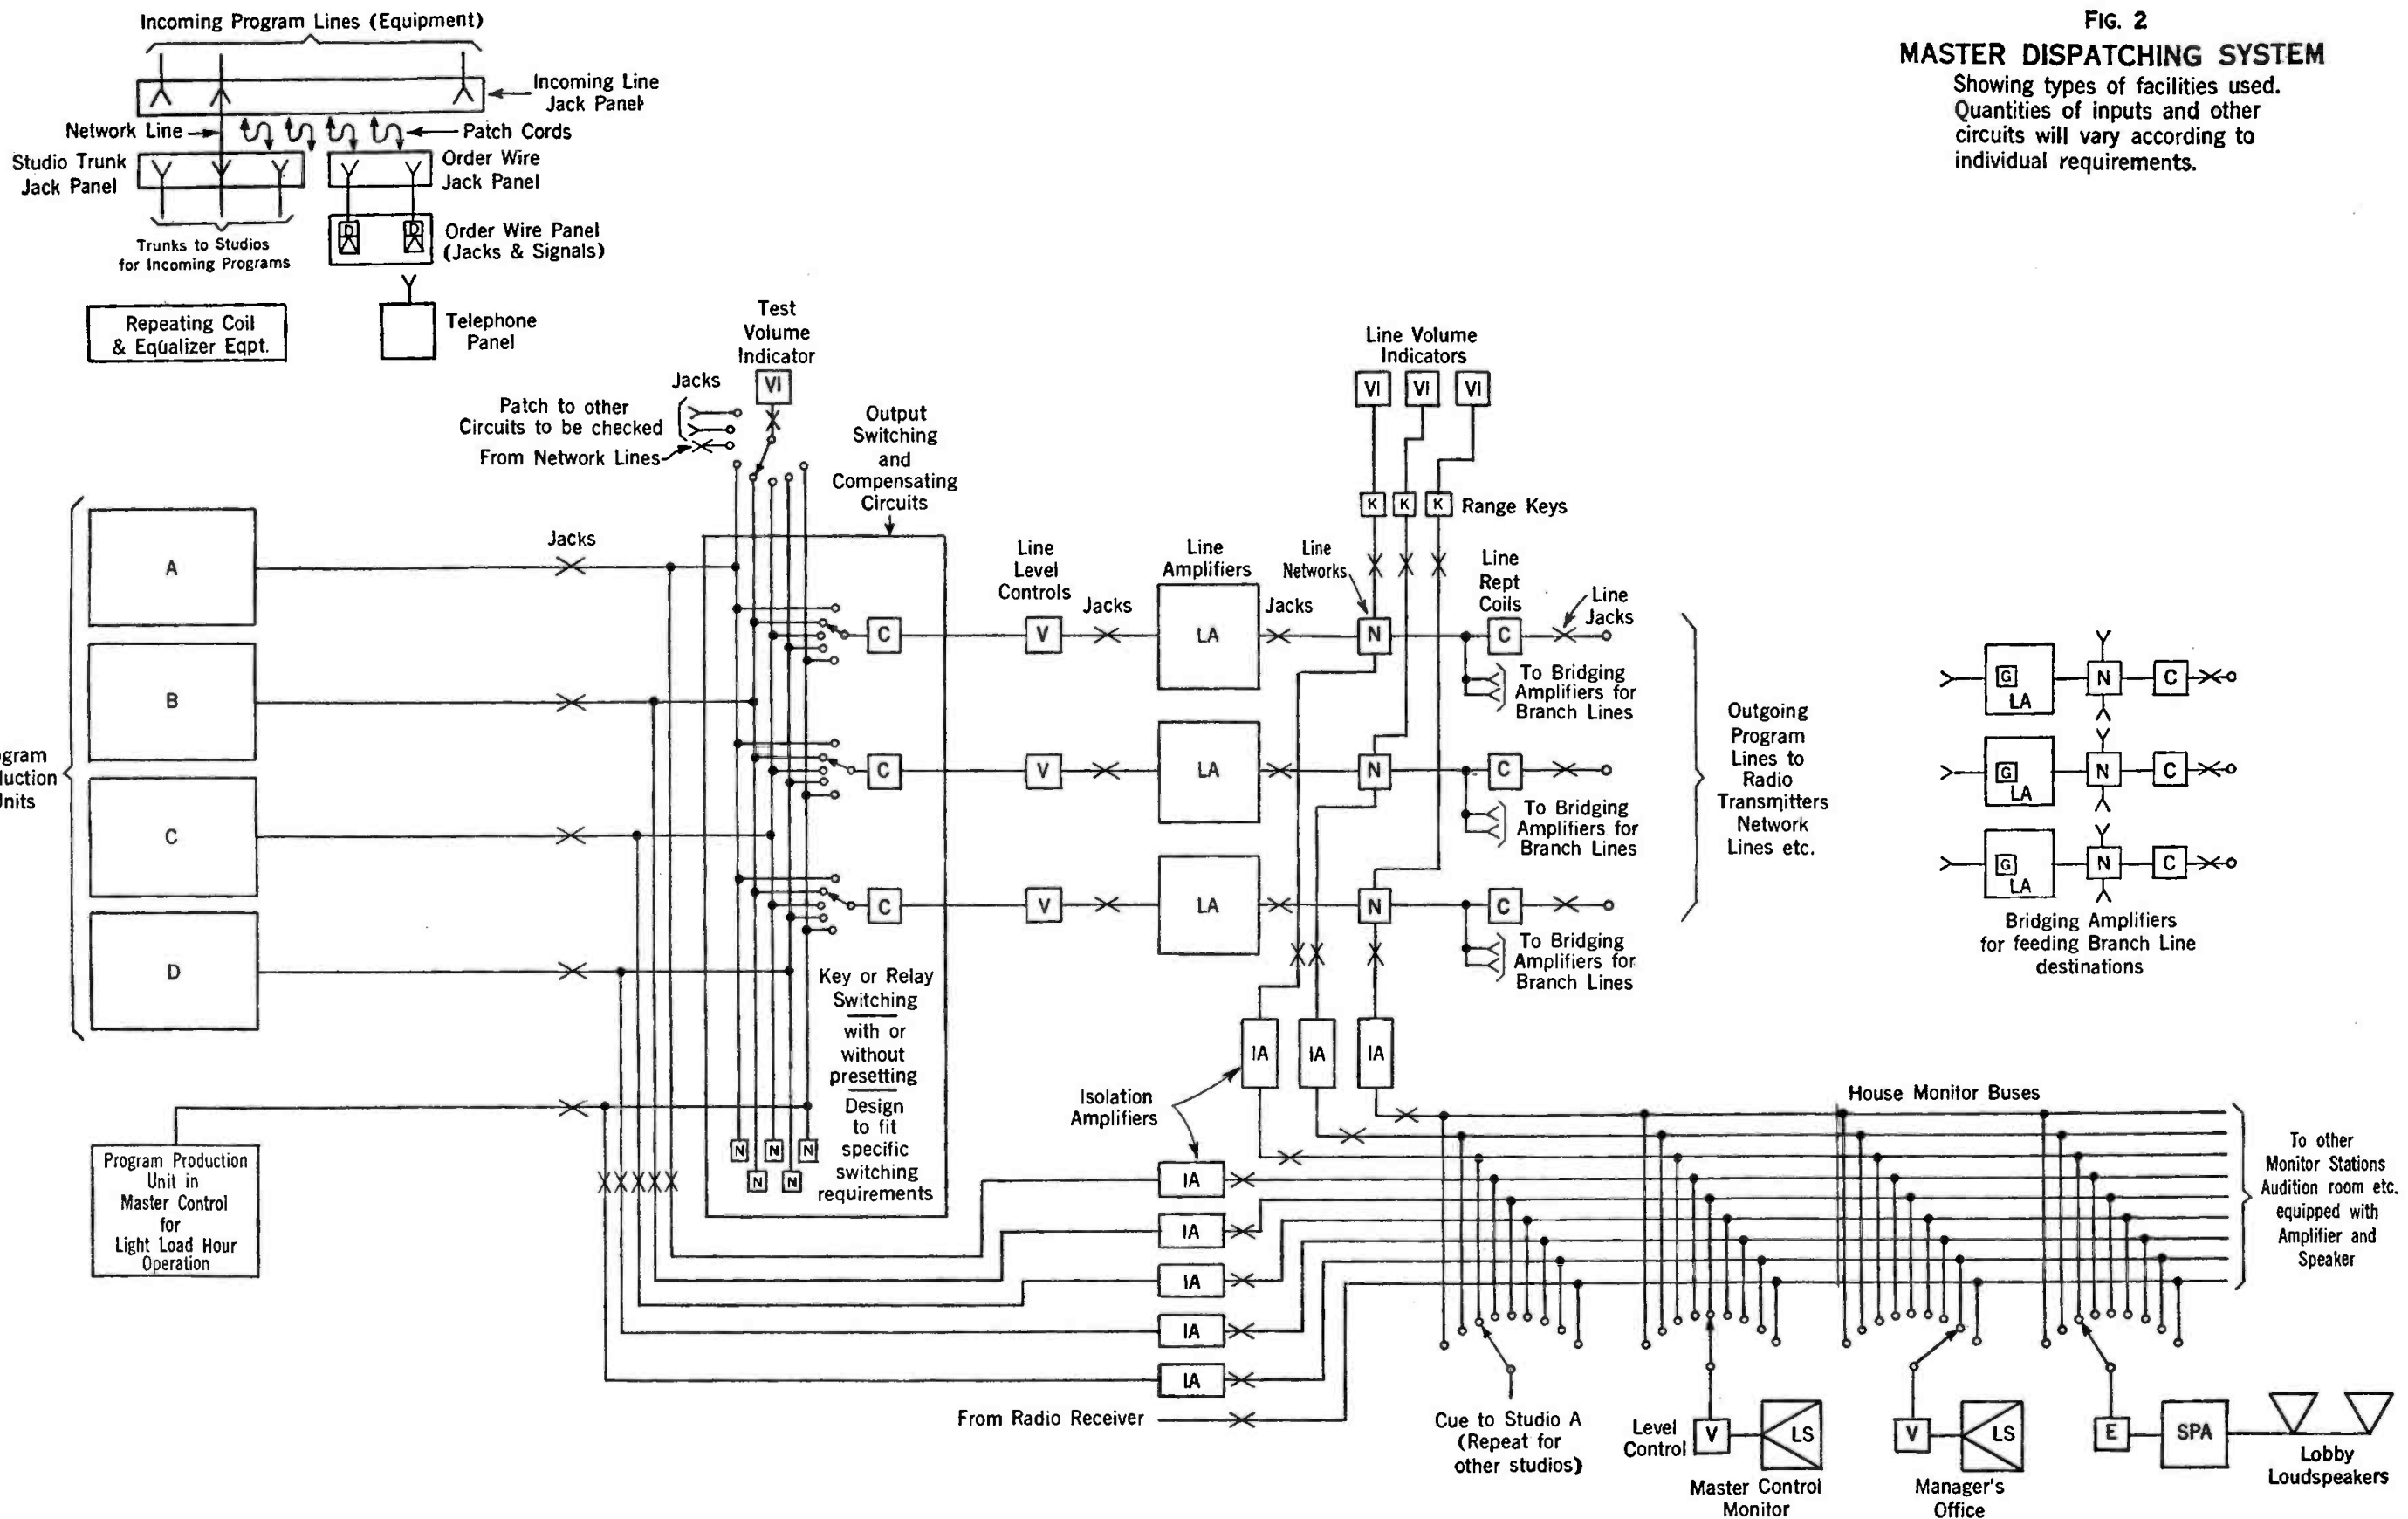 FIG. 2
MASTER DISPATCHING SYSTEM
Showing types of facilities used.
Quantities of inputs and other
circuits will vary according to
individual requirements.
Incoming Program Lines (Equipment)
Incoming Line
Jack Panel
Network Line
Patch Cords
Studio Trunk
Jack Panel
Order Wire
Jack Panel
Trunks to Studios
for Incoming Programs
D
D
Order Wire Panel
(Jacks & Signals)
Repeating Coil
& Equalizer Eqpt.
Telephone
Panel
Test
Volume
Indicator
VI
Jacks
Patch to other
Circuits to be checked
From Network Lines
Output
Switching
and
Compensating
Circuits
Line Volume
Indicators
VI
VI
VI
K
K
K
Range Keys
A
B
C
D
Jacks
Line
Level
Controls
Jacks
Line
Amplifiers
Jacks
Line
Networks
Line
Rept
Coils
Line
Jacks
C
V
LA
N
C
To Bridging
Amplifiers for
Branch Lines
C
V
LA
N
C
To Bridging
Amplifiers for
Branch Lines
C
V
LA
N
C
To Bridging
Amplifiers for
Branch Lines
Outgoing
Program
Lines to
Radio
Transmitters
Network
Lines etc.
G
LA
N
C
G
LA
N
C
G
LA
N
C
Bridging Amplifiers
for feeding Branch Line
destinations
Key or Relay
Switching
with or
without
presetting
Design
to fit
specific
switching
requirements
N
N
N
N
N
Program Production
Unit in
Master Control
for
Light Load Hour
Operation
IA
IA
IA
Isolation
Amplifiers
IA
IA
IA
IA
IA
From Radio Receiver
House Monitor Buses
To other
Monitor Stations
Audition room etc.
equipped with
Amplifier and
Speaker
Cue to Studio A
(Repeat for
other studios)
Level
Control
V
LS
Master Control
Monitor
V
LS
Manager's
Office
E
SPA
Lobby
Loudspeakers